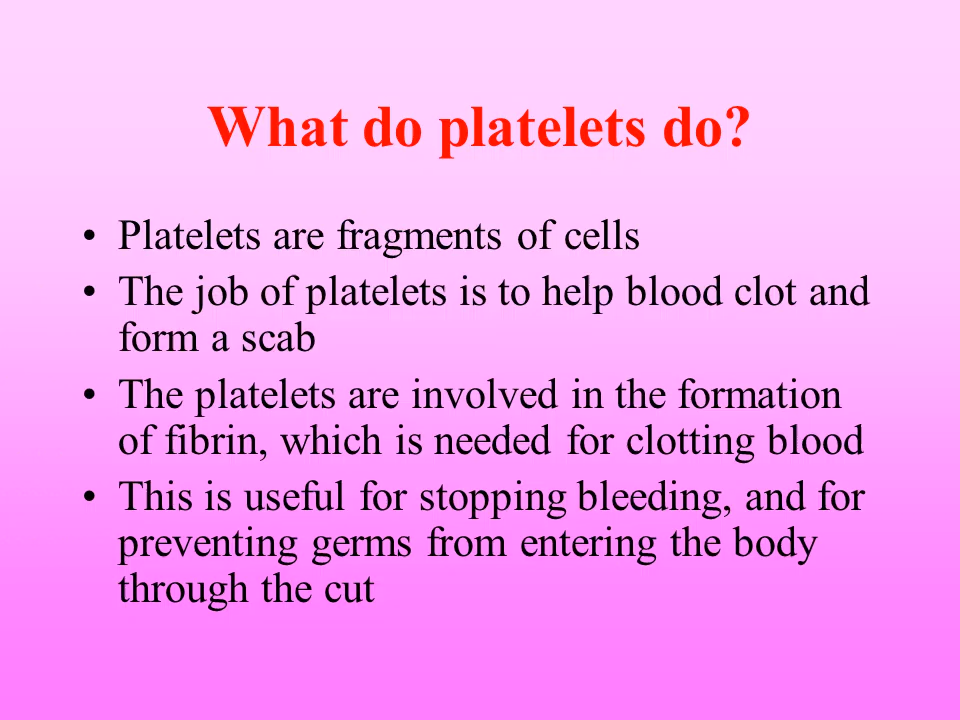 What do platelets do?
• Platelets are fragments of cells
• The job of platelets is to help blood clot and
form a scab
• The platelets are involved in the formation
of fibrin, which is needed for clotting blood
• This is useful for stopping bleeding, and for
preventing germs from entering the body
through the cut